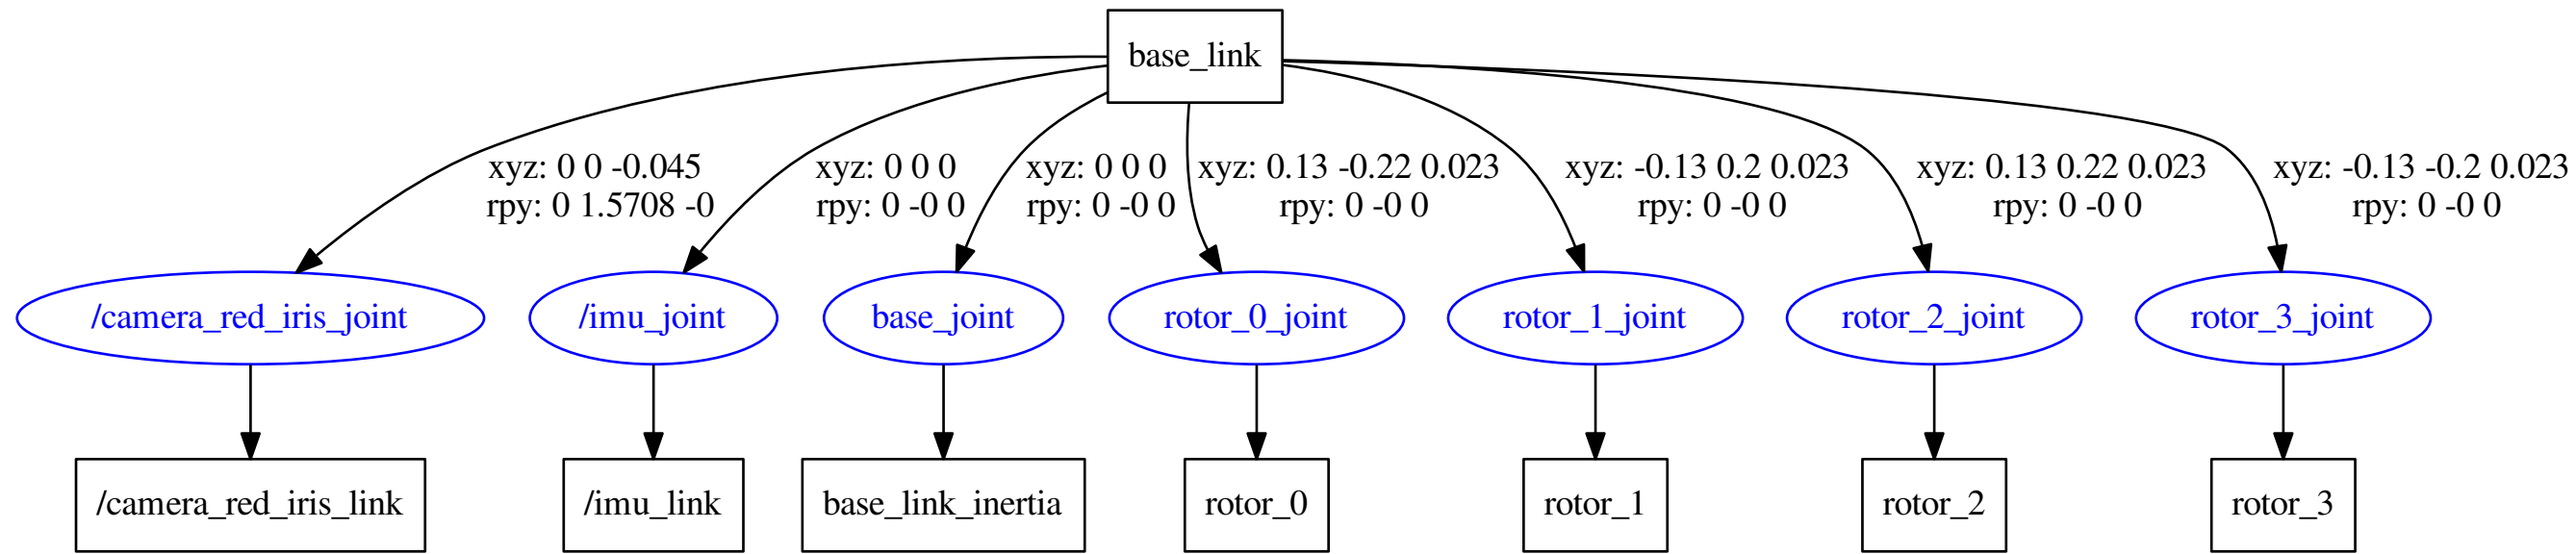 base_link
xyz: 0 0 -0.045
rpy: 0 1.5708 -0
xyz: 0 0 0
rpy: 0 -0 0
xyz: 0 0 0
rpy: 0 -0 0
xyz: 0.13 -0.22 0.023
rpy: 0 -0 0
xyz: -0.13 0.2 0.023
rpy: 0 -0 0
xyz: 0.13 0.22 0.023
rpy: 0 -0 0
xyz: -0.13 -0.2 0.023
rpy: 0 -0 0
/camera_red_iris_joint
/imu_joint
base_joint
rotor_0_joint
rotor_1_joint
rotor_2_joint
rotor_3_joint
/camera_red_iris_link
/imu_link
base_link_inertia
rotor_0
rotor_1
rotor_2
rotor_3